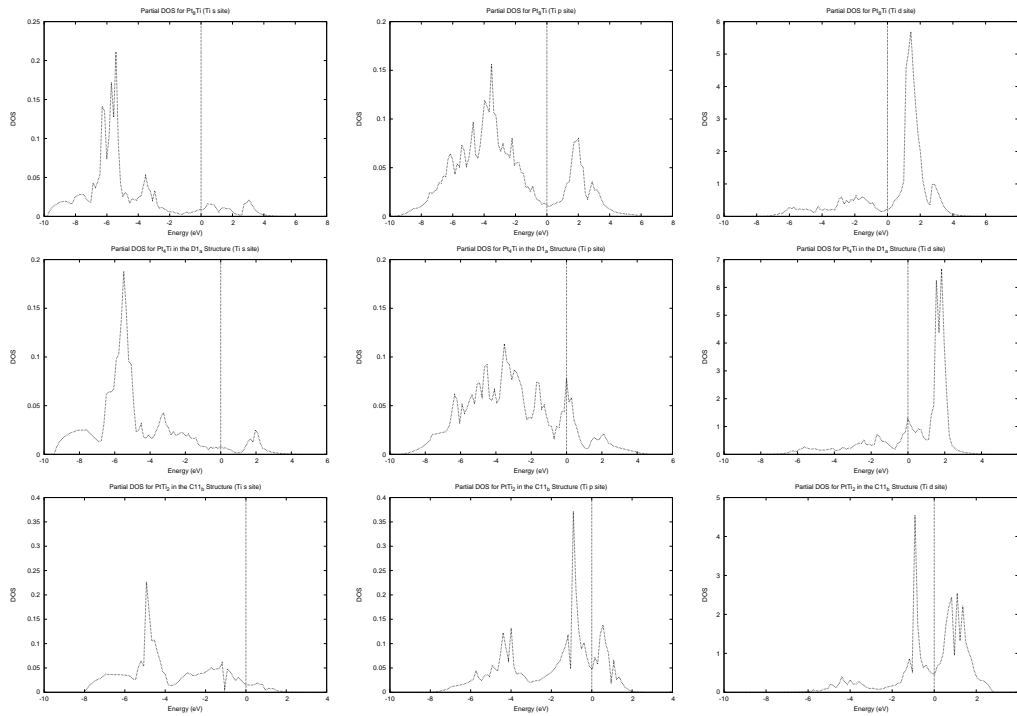 Partial DOS for Pt₈Ti (Ti s site)
DOS
0.25
0.2
0.15
0.1
0.05
0
-10 -8 -6 -4 -2 0 2 4 6 8
Energy (eV)
Partial DOS for Pt₈Ti (Ti p site)
DOS
0.2
0.15
0.1
0.05
0
-10 -8 -6 -4 -2 0 2 4 6 8
Energy (eV)
Partial DOS for Pt₈Ti (Ti d site)
DOS
6
5
4
3
2
1
0
-10 -8 -6 -4 -2 0 2 4 6
Energy (eV)
Partial DOS for Pt₄Ti in the D1ₐ Structure (Ti s site)
DOS
0.2
0.15
0.1
0.05
0
-10 -8 -6 -4 -2 0 2 4 6
Energy (eV)
Partial DOS for Pt₄Ti in the D1ₐ Structure (Ti p site)
DOS
0.2
0.15
0.1
0.05
0
-10 -8 -6 -4 -2 0 2 4 6
Energy (eV)
Partial DOS for Pt₄Ti in the D1ₐ Structure (Ti d site)
DOS
7
6
5
4
3
2
1
0
-10 -8 -6 -4 -2 0 2 4
Energy (eV)
Partial DOS for PtTi₂ in the C11_b Structure (Ti s site)
DOS
0.4
0.35
0.3
0.25
0.2
0.15
0.1
0.05
0
-10 -8 -6 -4 -2 0 2 4
Energy (eV)
Partial DOS for PtTi₂ in the C11_b Structure (Ti p site)
DOS
0.4
0.35
0.3
0.25
0.2
0.15
0.1
0.05
0
-10 -8 -6 -4 -2 0 2 4
Energy (eV)
Partial DOS for PtTi₂ in the C11_b Structure (Ti d site)
DOS
5
4
3
2
1
0
-10 -8 -6 -4 -2 0 2
Energy (eV)